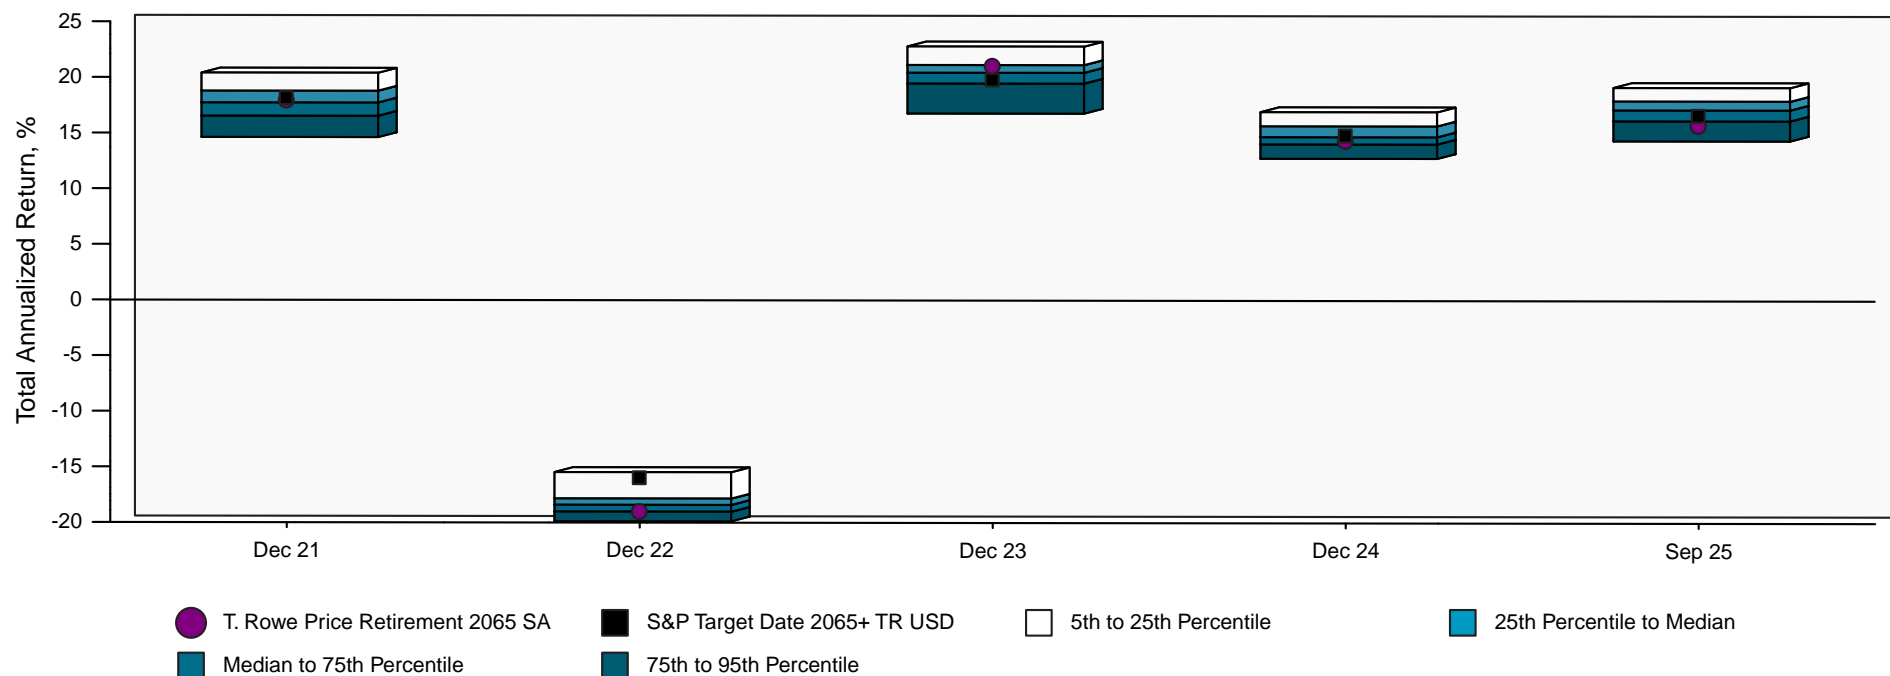 Total Annualized Return, %
25
20
15
10
5
0
-5
-10
-15
-20
Dec 21
Dec 22
Dec 23
Dec 24
Sep 25
T. Rowe Price Retirement 2065 SA
S&P Target Date 2065+ TR USD
5th to 25th Percentile
25th Percentile to Median
Median to 75th Percentile
75th to 95th Percentile